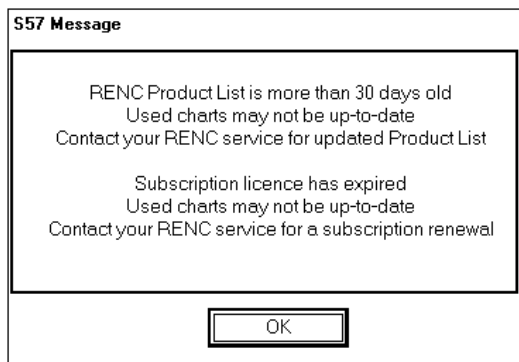 S57 Message
RENC Product List is more than 30 days old
Used charts may not be up-to-date
Contact your RENC service for updated Product List
Subscription licence has expired
Used charts may not be up-to-date
Contact your RENC service for a subscription renewal
OK